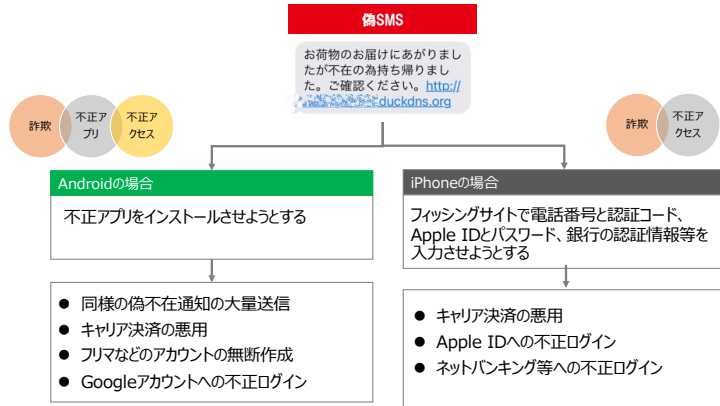 偽SMS
お荷物のお届けにあがりまし
たが不在の為持ち帰りまし
た。ご確認ください。http://
duckdns.org
詐欺
不正ア
プリ
不正ア
クセス
詐欺
不正ア
クセス
Androidの場合
不正アプリをインストールさせようとする
iPhoneの場合
フィッシングサイトで電話番号と認証コード、
Apple IDとパスワード、銀行の認証情報等を
入力させようとする
● 同様の偽不在通知の大量送信
● キャリア決済の悪用
● フリマなどのアカウントの無断作成
● Googleアカウントへの不正ログイン
● キャリア決済の悪用
● Apple IDへの不正ログイン
● ネットバンキング等への不正ログイン